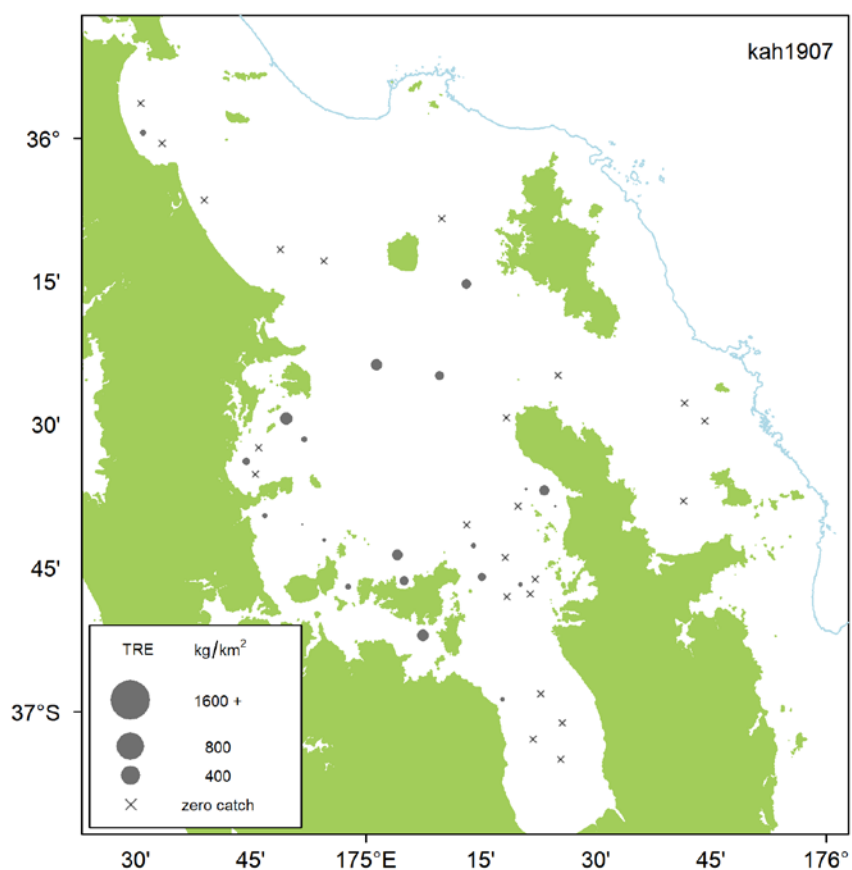 kah1907
36°
15'
30'
45'
37°S
TRE kg/km²
1600 +
800
400
zero catch
30' 45' 175°E 15' 30' 45' 176°